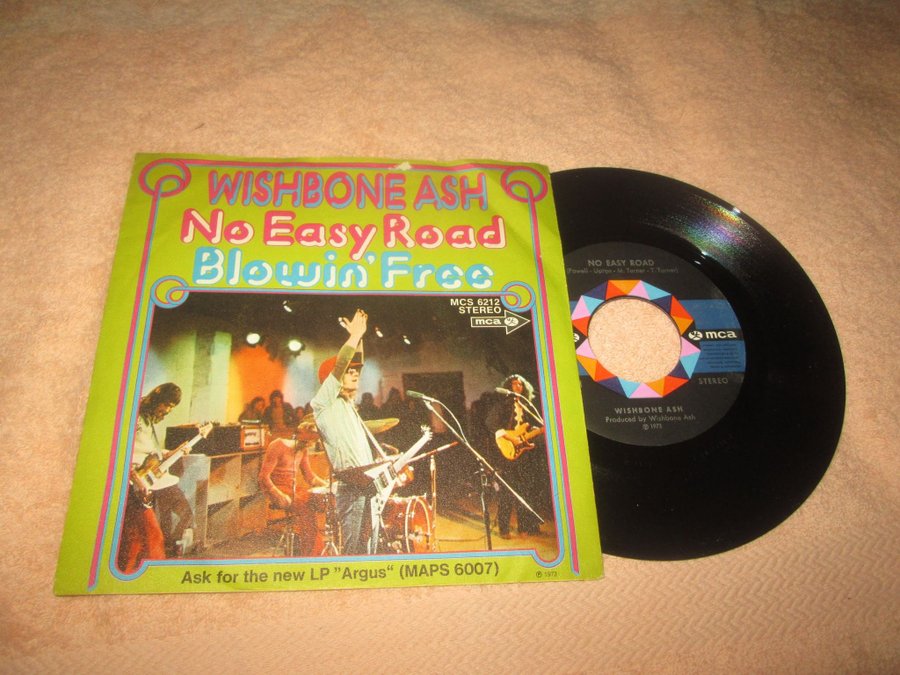 WISHBONE ASH
No Easy Road
Blowin' Free
MCS 6212
STEREO
mca
Ask for the new LP ”Argus“ (MAPS 6007)
NO EASY ROAD
(Powell - Upton - M. Turner - T. Turner)
mca
STEREO
WISHBONE ASH
Produced by Wishbone Ash
℗ 1973